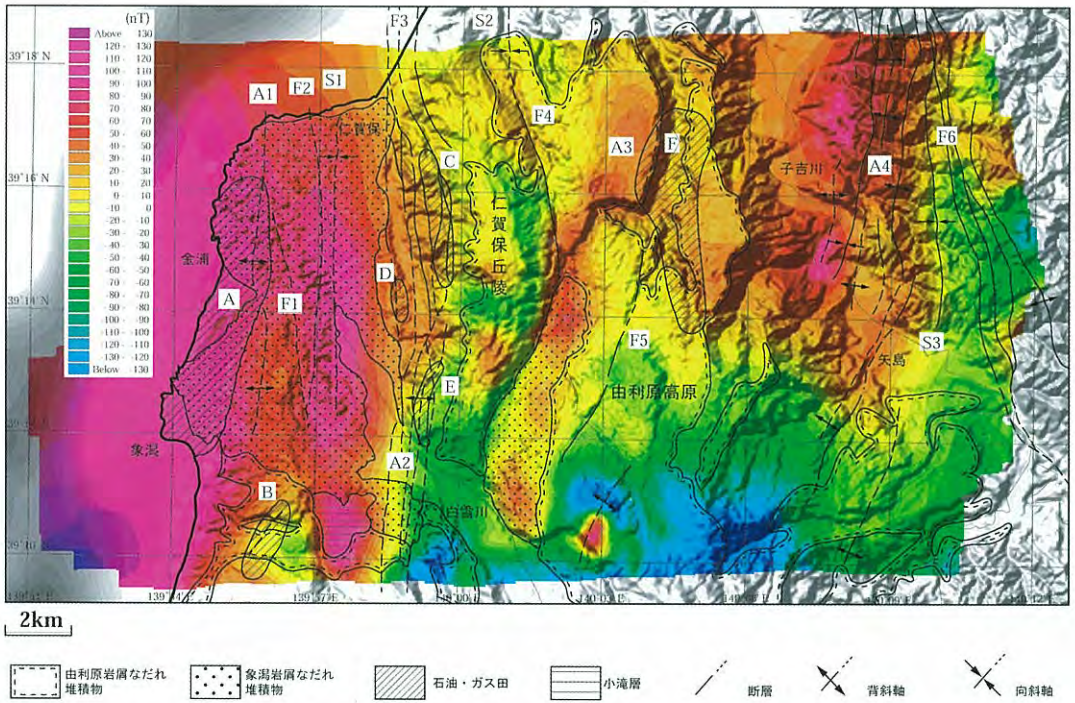 (nT)
Above 130
120 - 130
110 - 120
100 - 110
90 - 100
80 - 90
70 - 80
60 - 70
50 - 60
40 - 50
30 - 40
20 - 30
10 - 20
0 - 10
-10 - 0
-20 - -10
-30 - -20
-40 - -30
-50 - -40
-60 - -50
-70 - -60
-80 - -70
-90 - -80
-100 - -90
-110 - -100
-120 - -110
-130 - -120
Below -130
39°18' N
39°16'
39°14'
39°10'
F3
S2
A1
F2
S1
仁賀保
F4
C
A3
F
子吉川
A4
F6
仁賀保丘陵
金浦
D
A
F1
F5
S3
矢島
E
由利原高原
象潟
A2
B
白雪川
139°57' E
140°03' E
2km
由利原岩屑なだれ
堆積物
象潟岩屑なだれ
堆積物
石油・ガス田
小滝層
断層
背斜軸
向斜軸